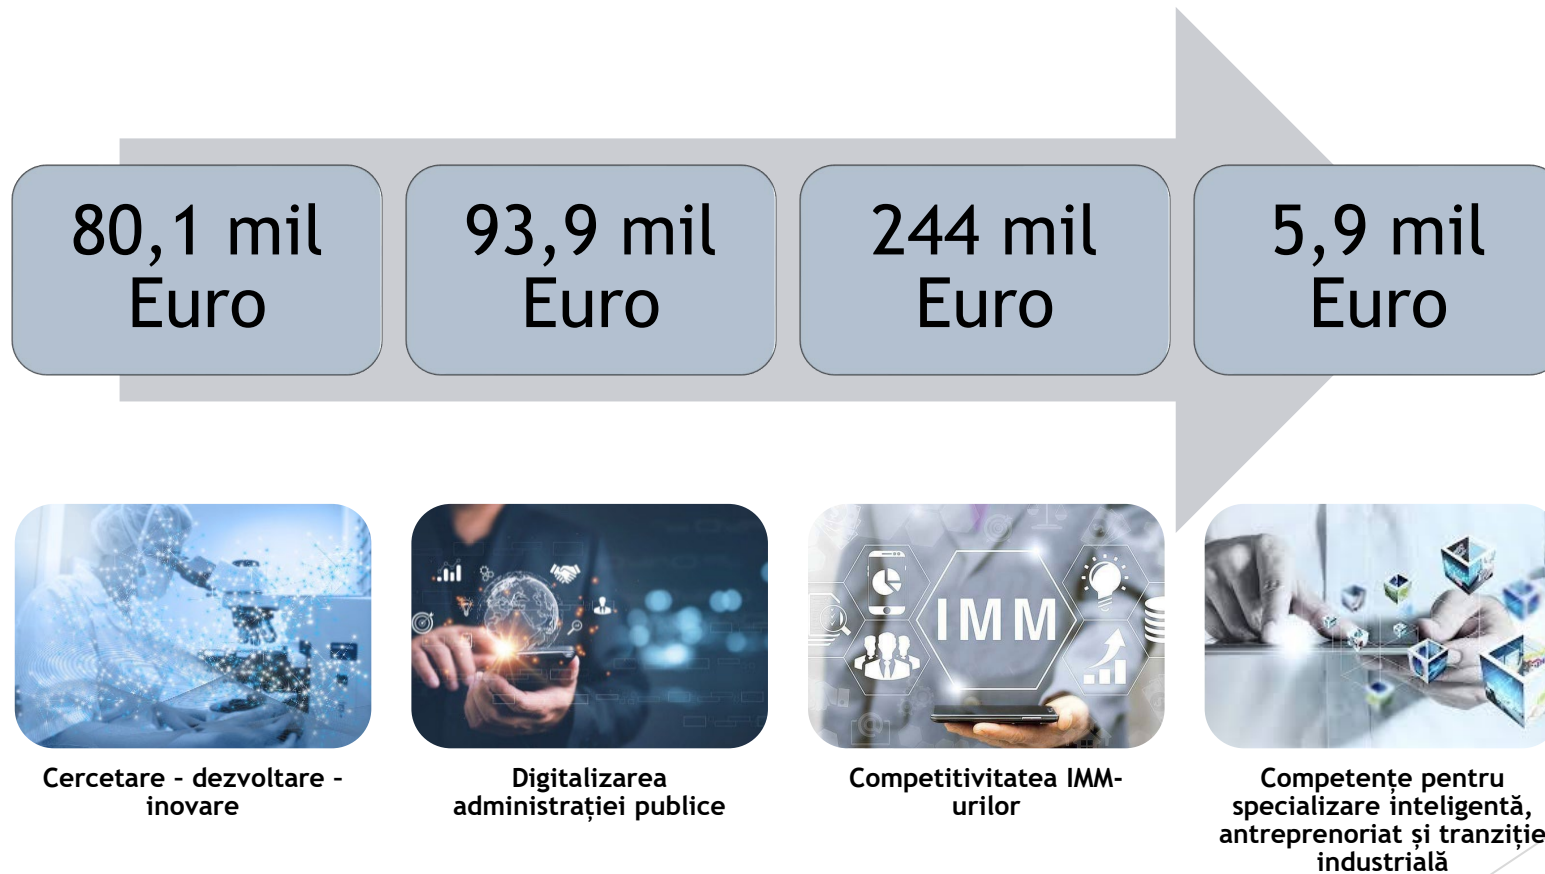 80,1 mil
Euro
93,9 mil
Euro
244 mil
Euro
5,9 mil
Euro
IMM
Cercetare – dezvoltare –
inovare
Digitalizarea
administrației publice
Competitivitatea IMM-
urilor
Competențe pentru
specializare inteligentă,
antreprenoriat și tranziție
industrială